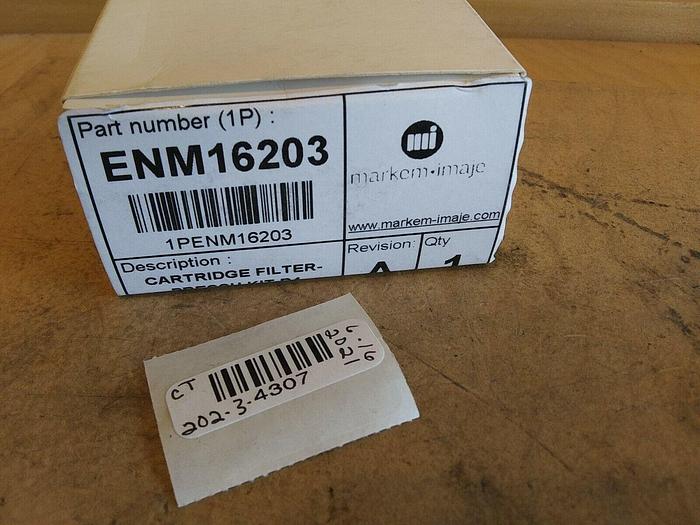 Part number (1P) :
ENM16203
1PENM16203
mi
markem-imaje
www.markem-imaje.com
Description :
CARTRIDGE FILTER-
Revision:
A
Qty
1
CT
202-3-4307